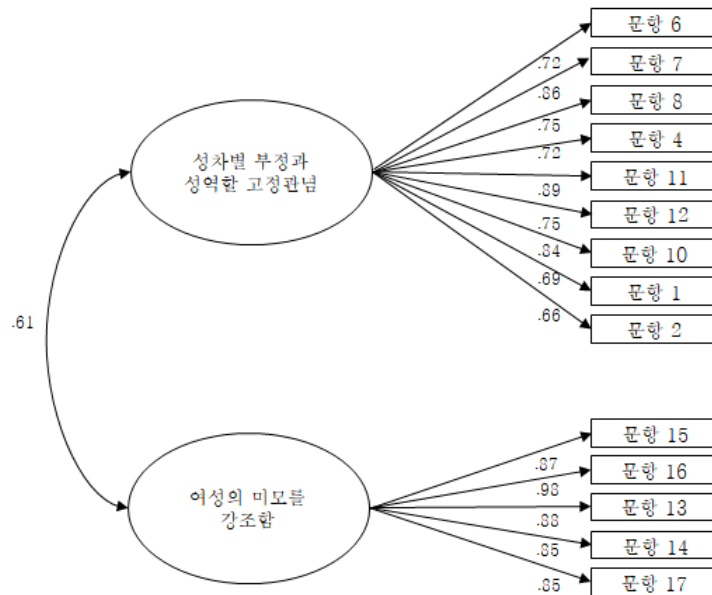 문항 6
.72
문항 7
.86
문항 8
.75
문항 4
.72
문항 11
.89
문항 12
.75
문항 10
.84
문항 1
.69
문항 2
.66
성차별 부정과
성역할 고정관념
.61
문항 15
.87
문항 16
.98
문항 13
.88
문항 14
.85
문항 17
.85
여성의 미모를
강조함